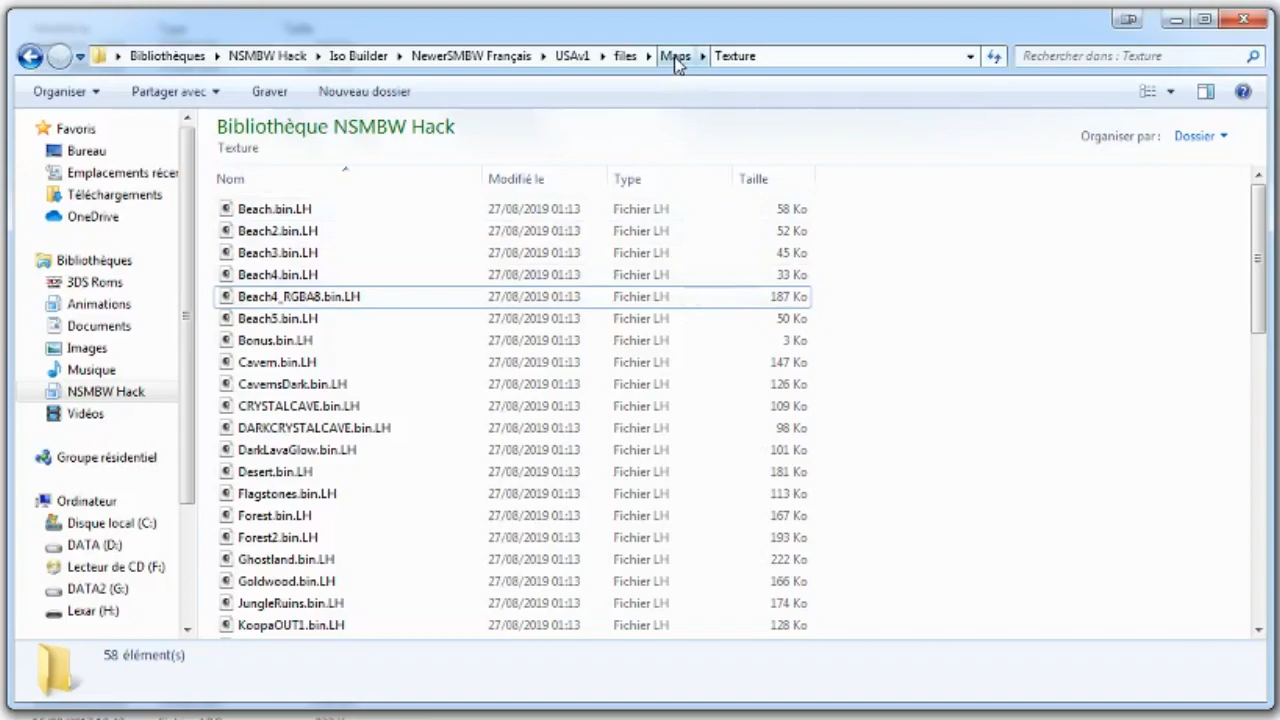 Bibliothèques NSMBW Hack Iso Builder NewerSMBW Français USAv1 files Maps Texture Rechercher dans : Texture
Organiser Partager avec Graver Nouveau dossier
Favoris
Bureau
Emplacements récer
Téléchargements
OneDrive
Bibliothèques
3DS Roms
Animations
Documents
Images
Musique
NSMBW Hack
Vidéos
Groupe résidentiel
Ordinateur
Disque local (C:)
DATA (D:)
Lecteur de CD (F:)
DATA2 (G:)
Lexar (H:)
Bibliothèque NSMBW Hack
Texture
Organiser par : Dossier
Nom Modifié le Type Taille
Beach.bin.LH 27/08/2019 01:13 Fichier LH 58 Ko
Beach2.bin.LH 27/08/2019 01:13 Fichier LH 52 Ko
Beach3.bin.LH 27/08/2019 01:13 Fichier LH 45 Ko
Beach4.bin.LH 27/08/2019 01:13 Fichier LH 33 Ko
Beach4_RGBA8.bin.LH 27/08/2019 01:13 Fichier LH 187 Ko
Beach5.bin.LH 27/08/2019 01:13 Fichier LH 50 Ko
Bonus.bin.LH 27/08/2019 01:13 Fichier LH 3 Ko
Cavern.bin.LH 27/08/2019 01:13 Fichier LH 147 Ko
CavernsDark.bin.LH 27/08/2019 01:13 Fichier LH 126 Ko
CRYSTALCAVE.bin.LH 27/08/2019 01:13 Fichier LH 109 Ko
DARKCRYSTALCAVE.bin.LH 27/08/2019 01:13 Fichier LH 98 Ko
DarkLavaGlow.bin.LH 27/08/2019 01:13 Fichier LH 101 Ko
Desert.bin.LH 27/08/2019 01:13 Fichier LH 181 Ko
Flagstones.bin.LH 27/08/2019 01:13 Fichier LH 113 Ko
Forest.bin.LH 27/08/2019 01:13 Fichier LH 167 Ko
Forest2.bin.LH 27/08/2019 01:13 Fichier LH 193 Ko
Ghostland.bin.LH 27/08/2019 01:13 Fichier LH 222 Ko
Goldwood.bin.LH 27/08/2019 01:13 Fichier LH 166 Ko
JungleRuins.bin.LH 27/08/2019 01:13 Fichier LH 174 Ko
KoopaOUT1.bin.LH 27/08/2019 01:13 Fichier LH 128 Ko
58 élément(s)